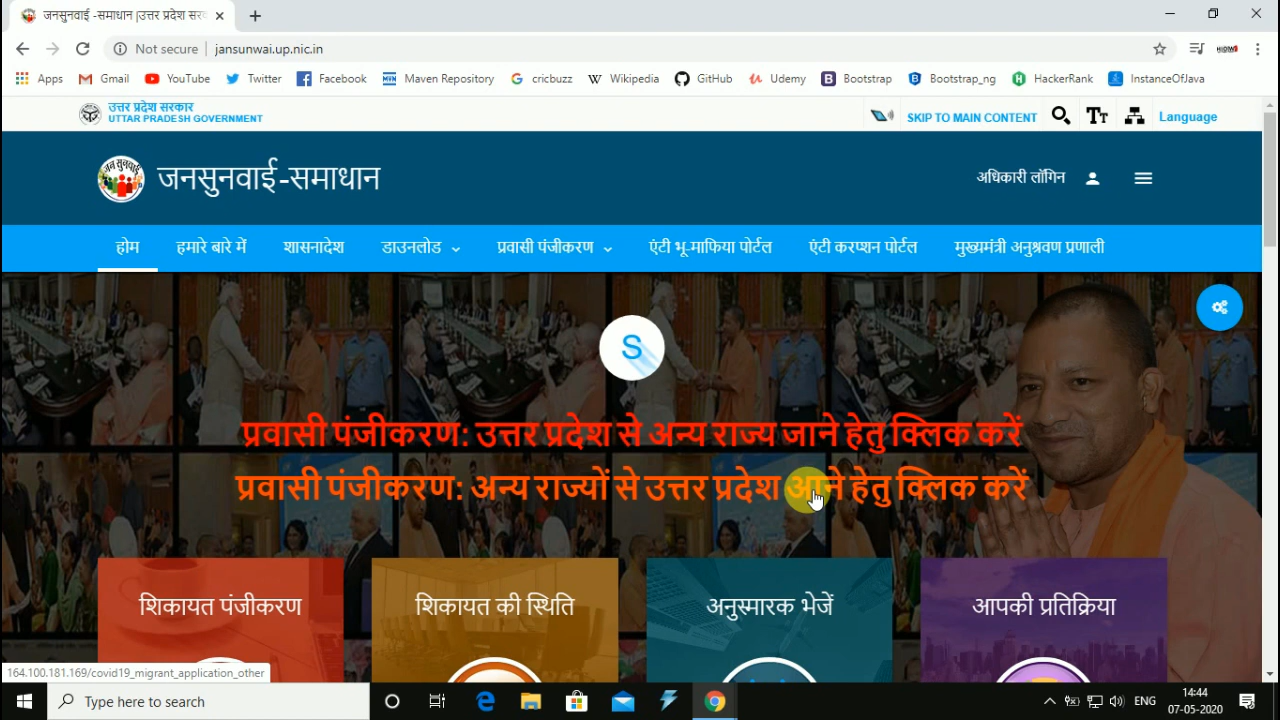 जनसुनवाई -समाधान |उत्तर प्रदेश सरक
Not secure | jansunwai.up.nic.in
Apps Gmail YouTube Twitter Facebook Maven Repository cricbuzz Wikipedia GitHub Udemy Bootstrap Bootstrap_ng HackerRank InstanceOfJava
उत्तर प्रदेश सरकार
UTTAR PRADESH GOVERNMENT
SKIP TO MAIN CONTENT Language
जनसुनवाई-समाधान
अधिकारी लॉगिन
होम हमारे बारे में शासनादेश डाउनलोड प्रवासी पंजीकरण एंटी भू-माफिया पोर्टल एंटी करप्शन पोर्टल मुख्यमंत्री अनुश्रवण प्रणाली
S
प्रवासी पंजीकरण: उत्तर प्रदेश से अन्य राज्य जाने हेतु क्लिक करें
प्रवासी पंजीकरण: अन्य राज्यों से उत्तर प्रदेश आने हेतु क्लिक करें
शिकायत पंजीकरण शिकायत की स्थिति अनुस्मारक भेजें आपकी प्रतिक्रिया
164.100.181.169/covid19_migrant_application_other
Type here to search
ENG
14:44
07-05-2020